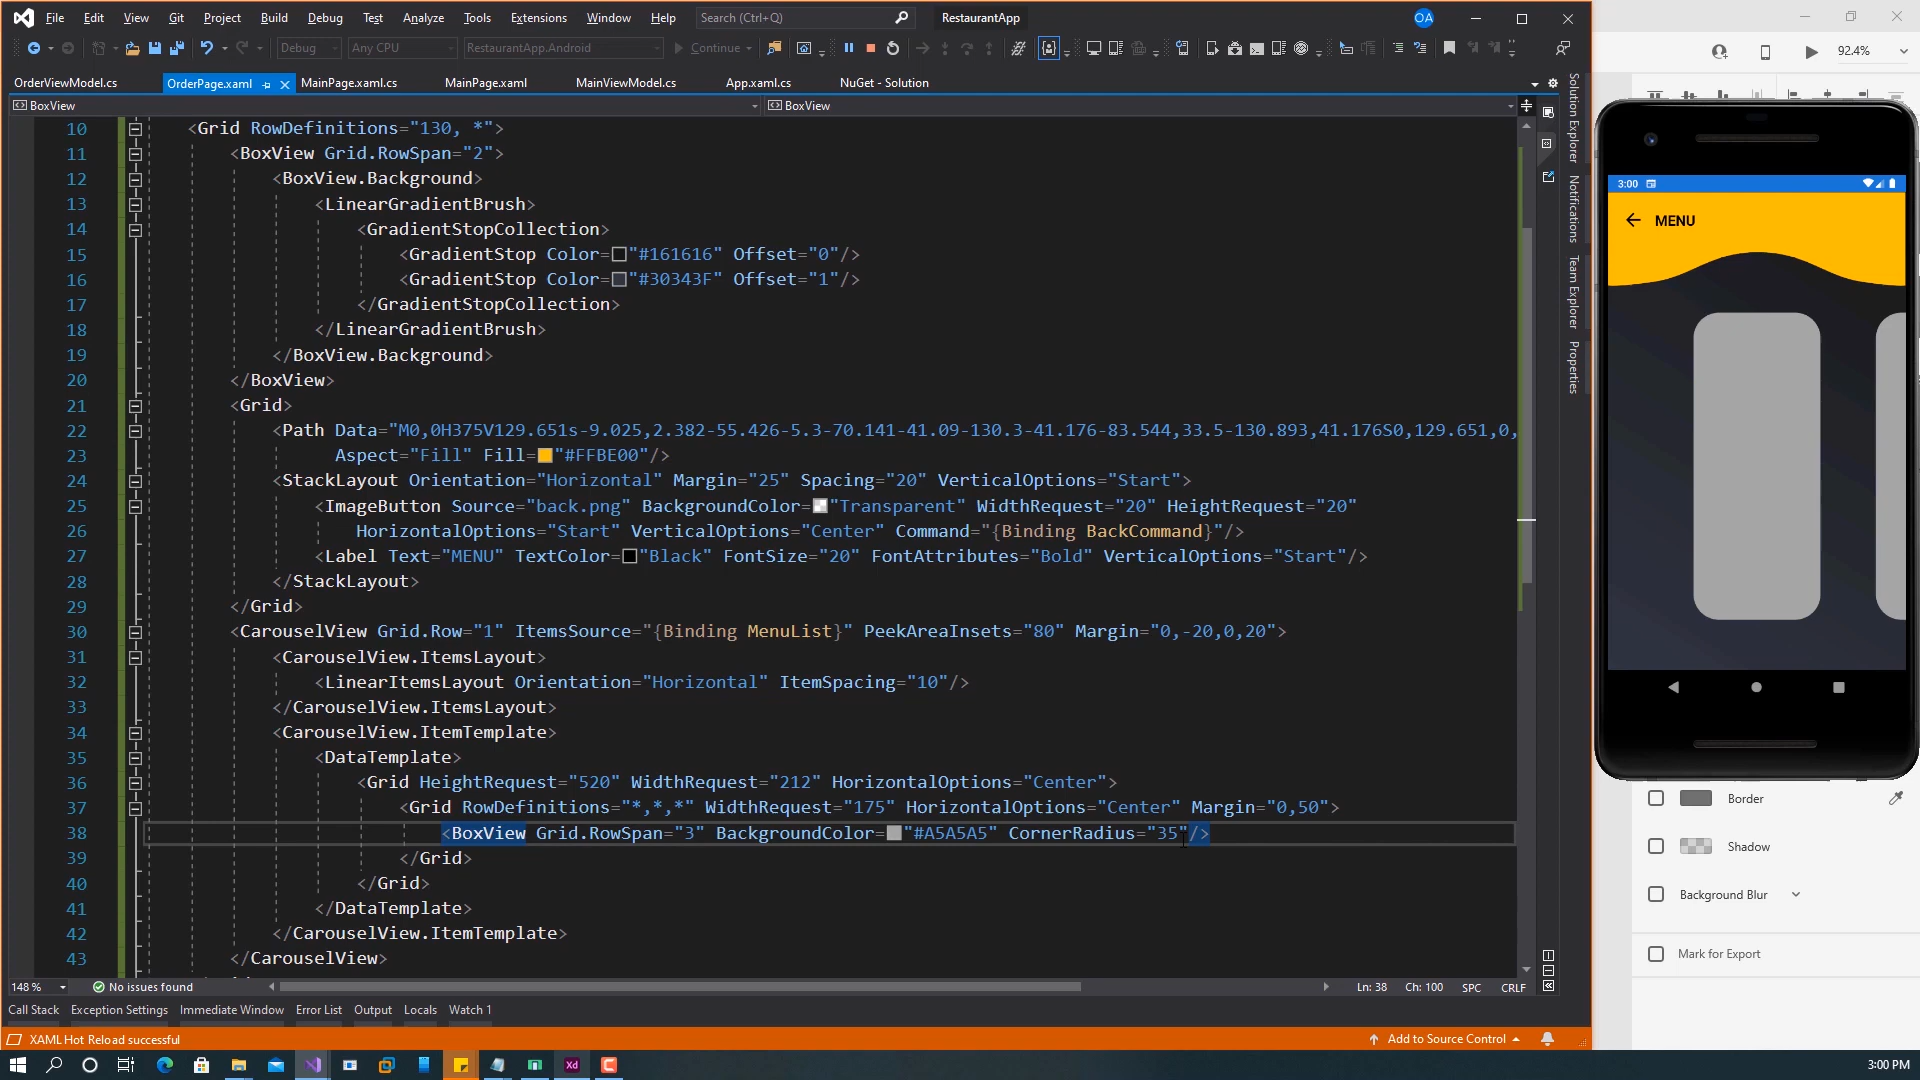 File Edit View Project Build Debug Test Analyze Tools Extensions Window Help Search (Ctrl+Q) RestaurantApp OA
Debug Any CPU RestaurantApp.Android Continue 92.4%
OrderViewModel.cs OrderPage.xaml MainPage.xaml.cs MainPage.xaml MainViewModel.cs App.xaml.cs NuGet - Solution
BoxView BoxView
10 <Grid RowDefinitions="130, *">
11 <BoxView Grid.RowSpan="2">
12 <BoxView.Background>
13 <LinearGradientBrush>
14 <GradientStopCollection>
15 <GradientStop Color="#161616" Offset="0"/>
16 <GradientStop Color="#30343F" Offset="1"/>
17 </GradientStopCollection>
18 </LinearGradientBrush>
19 </BoxView.Background>
20 </BoxView>
21 <Grid>
22 <Path Data="M0,0H375V129.651s-9.025,2.382-55.426-5.3-70.141-41.09-130.3-41.176-83.544,33.5-130.893,41.176S0,129.651,0,
23 Aspect="Fill" Fill="#FFBE00"/>
24 <StackLayout Orientation="Horizontal" Margin="25" Spacing="20" VerticalOptions="Start">
25 <ImageButton Source="back.png" BackgroundColor="Transparent" WidthRequest="20" HeightRequest="20"
26 HorizontalOptions="Start" VerticalOptions="Center" Command="{Binding BackCommand}"/>
27 <Label Text="MENU" TextColor="Black" FontSize="20" FontAttributes="Bold" VerticalOptions="Start"/>
28 </StackLayout>
29 </Grid>
30 <CarouselView Grid.Row="1" ItemsSource="{Binding MenuList}" PeekAreaInsets="80" Margin="0,-20,0,20">
31 <CarouselView.ItemsLayout>
32 <LinearItemsLayout Orientation="Horizontal" ItemSpacing="10"/>
33 </CarouselView.ItemsLayout>
34 <CarouselView.ItemTemplate>
35 <DataTemplate>
36 <Grid HeightRequest="520" WidthRequest="212" HorizontalOptions="Center">
37 <Grid RowDefinitions="*,*,*" WidthRequest="175" HorizontalOptions="Center" Margin="0,50">
38 <BoxView Grid.RowSpan="3" BackgroundColor="#A5A5A5" CornerRadius="35"/>
39 </Grid>
40 </Grid>
41 </DataTemplate>
42 </CarouselView.ItemTemplate>
43 </CarouselView>
148 % No issues found Ln: 38 Ch: 100 SPC CRLF
Call Stack Exception Settings Immediate Window Error List Output Locals Watch 1
XAML Hot Reload successful Add to Source Control
Xd 3:00 PM
Solution Explorer
Notifications
Team Explorer
Properties
3:00
MENU
Border
Shadow
Background Blur
Mark for Export